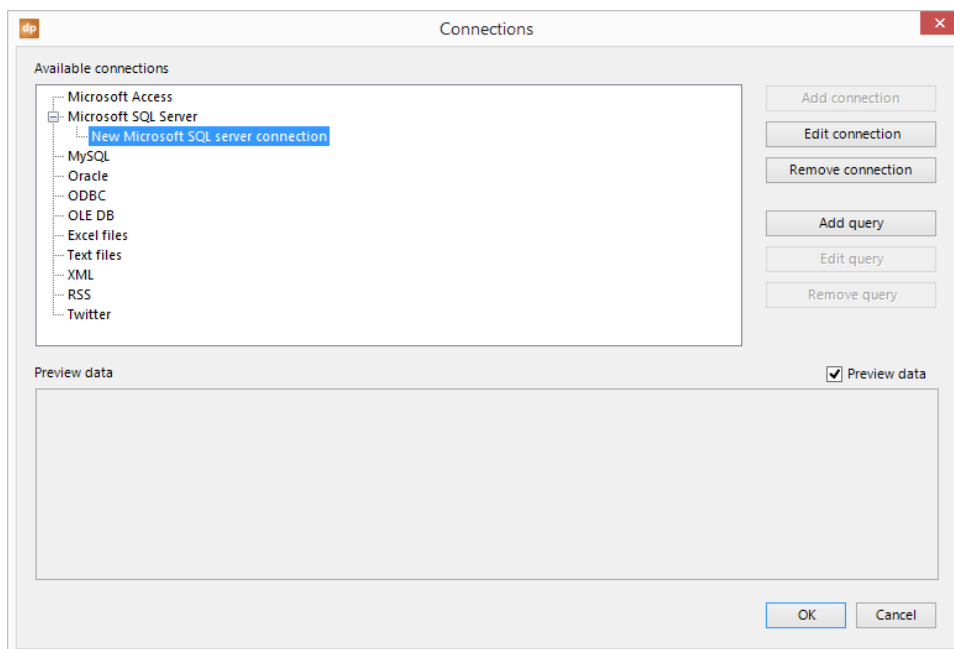 dp
Connections
Available connections
Microsoft Access
Microsoft SQL Server
New Microsoft SQL server connection
MySQL
Oracle
ODBC
OLE DB
Excel files
Text files
XML
RSS
Twitter
Add connection
Edit connection
Remove connection
Add query
Edit query
Remove query
Preview data
Preview data
OK
Cancel